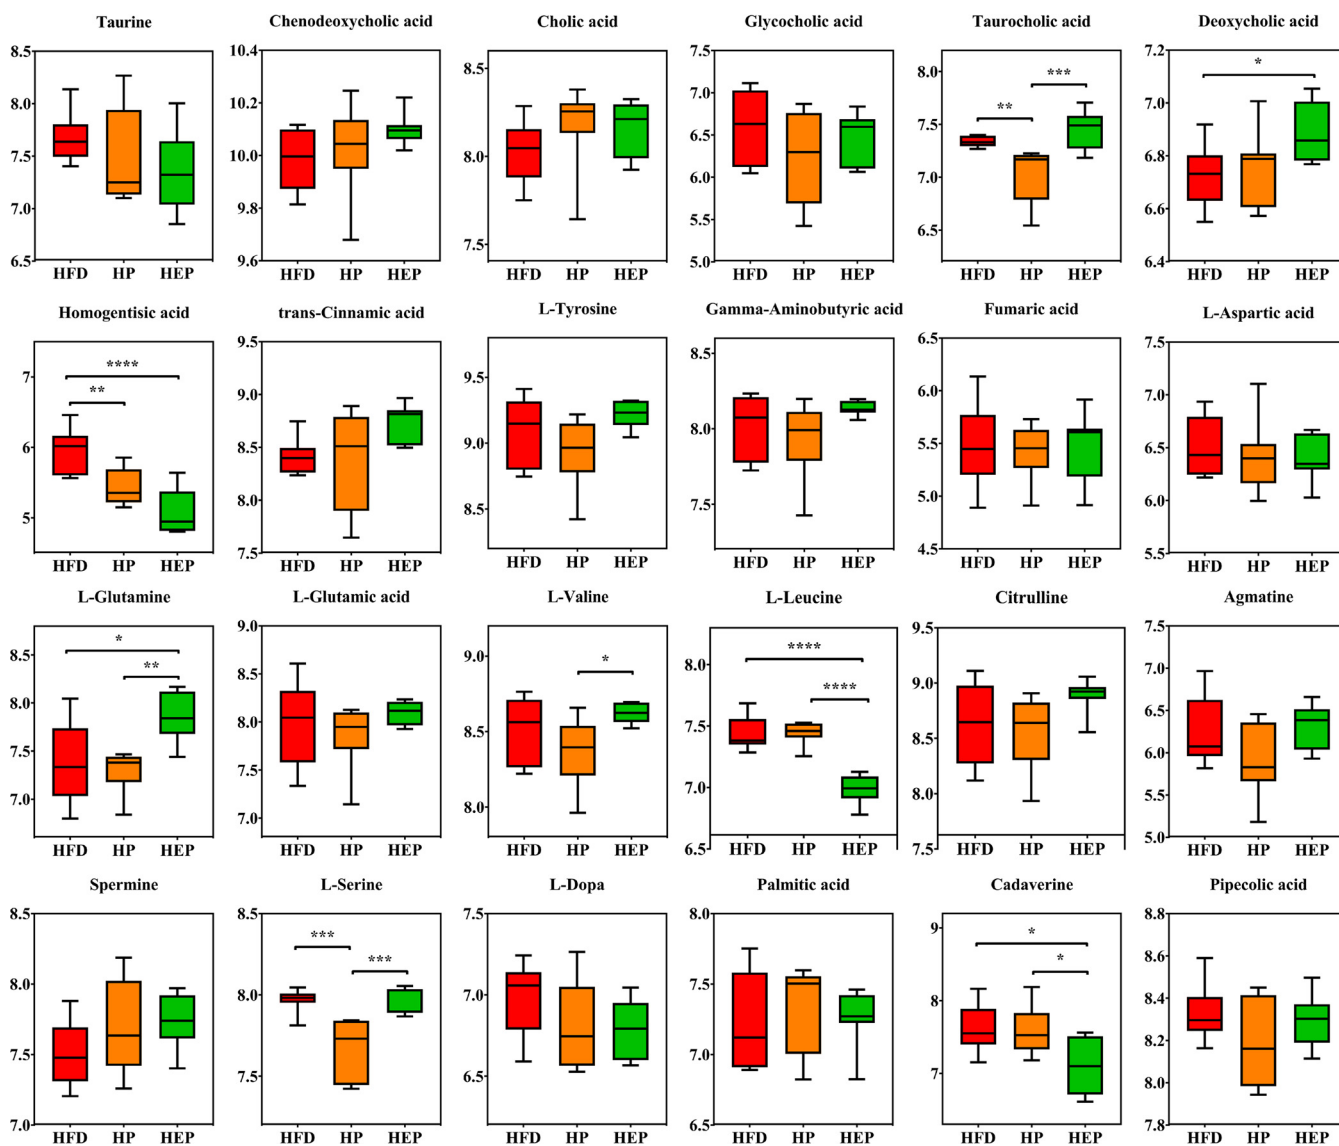 Taurine
Chenodeoxycholic acid
Cholic acid
Glycocholic acid
Taurocholic acid
Deoxycholic acid
8.5
8.0
7.5
7.0
6.5
HFD HP HEP
10.4
10.2
10.0
9.8
9.6
HFD HP HEP
8.5
8.0
7.5
HFD HP HEP
7.5
7.0
6.5
6.0
5.5
5.0
HFD HP HEP
8.0
7.5
7.0
6.5
** ***
HFD HP HEP
7.2
7.0
6.8
6.6
6.4
*
HFD HP HEP
Homogentisic acid
trans-Cinnamic acid
L-Tyrosine
Gamma-Aminobutyric acid
Fumaric acid
L-Aspartic acid
7
6
5
****
**
HFD HP HEP
9.5
9.0
8.5
8.0
7.5
HFD HP HEP
9.5
9.0
8.5
HFD HP HEP
8.5
8.0
7.5
HFD HP HEP
6.5
6.0
5.5
5.0
4.5
HFD HP HEP
7.5
7.0
6.5
6.0
5.5
HFD HP HEP
L-Glutamine
L-Glutamic acid
L-Valine
L-Leucine
Citrulline
Agmatine
8.5
8.0
7.5
7.0
*
**
HFD HP HEP
9.0
8.5
8.0
7.5
7.0
HFD HP HEP
9.0
8.5
8.0
*
HFD HP HEP
8.0
7.5
7.0
6.5
****
****
HFD HP HEP
9.5
9.0
8.5
8.0
7.5
HFD HP HEP
7.5
7.0
6.5
6.0
5.5
5.0
HFD HP HEP
Spermine
L-Serine
L-Dopa
Palmitic acid
Cadaverine
Pipecolic acid
8.5
8.0
7.5
7.0
HFD HP HEP
8.5
8.0
7.5
***
***
HFD HP HEP
7.5
7.0
6.5
HFD HP HEP
8.0
7.5
7.0
6.5
HFD HP HEP
9
8
7
*
*
HFD HP HEP
8.8
8.6
8.4
8.2
8.0
7.8
HFD HP HEP